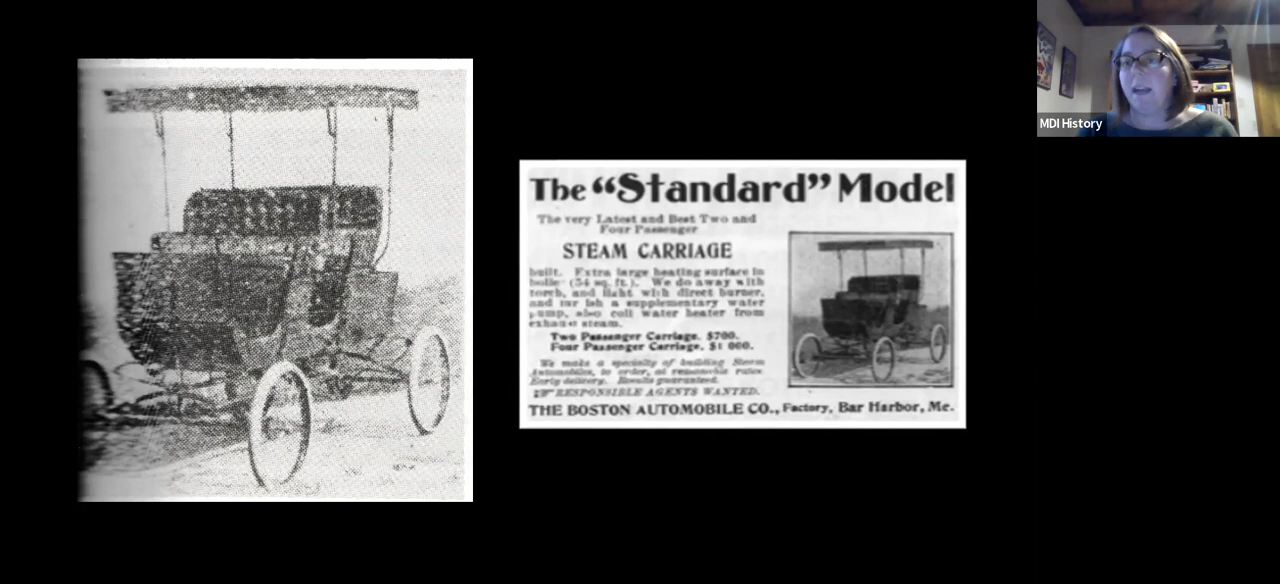 MDI History
The “Standard” Model
The very Latest and Best Two and
Four Passenger
STEAM CARRIAGE
built. Extra large heating surface in
(54 sq. ft.). We do away with
torch, and light with direct burner,
and a supplementary water
pump, also coil water heater from
exhaust steam.
Two Passenger Carriage, $700.
Four Passenger Carriage, $1 000.
We make a specialty of building Steam
Automobiles, to order, at reasonable rates
Early delivery. Results guaranteed.
RESPONSIBLE AGENTS WANTED.
THE BOSTON AUTOMOBILE CO., Factory, Bar Harbor, Me.